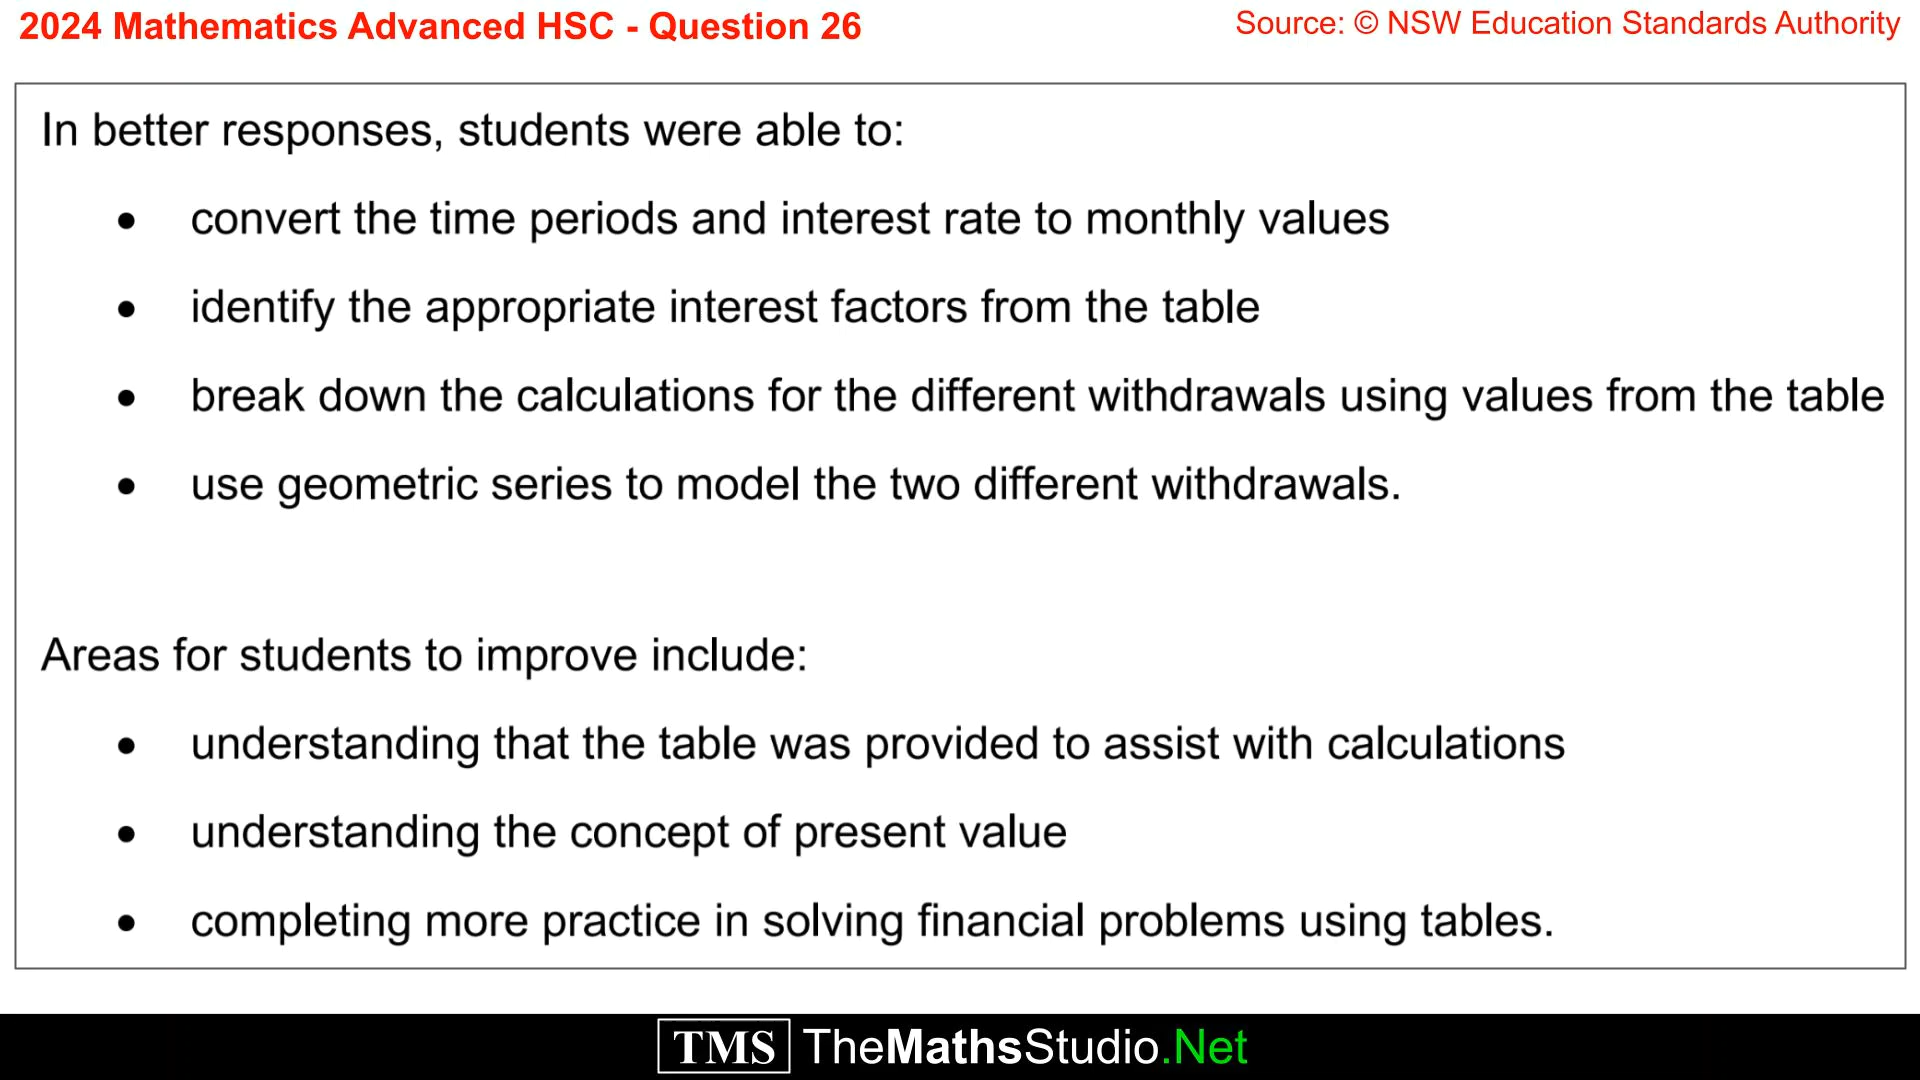 2024 Mathematics Advanced HSC - Question 26
Source: © NSW Education Standards Authority
In better responses, students were able to:
• convert the time periods and interest rate to monthly values
• identify the appropriate interest factors from the table
• break down the calculations for the different withdrawals using values from the table
• use geometric series to model the two different withdrawals.
Areas for students to improve include:
• understanding that the table was provided to assist with calculations
• understanding the concept of present value
• completing more practice in solving financial problems using tables.
TMS TheMathsStudio.Net